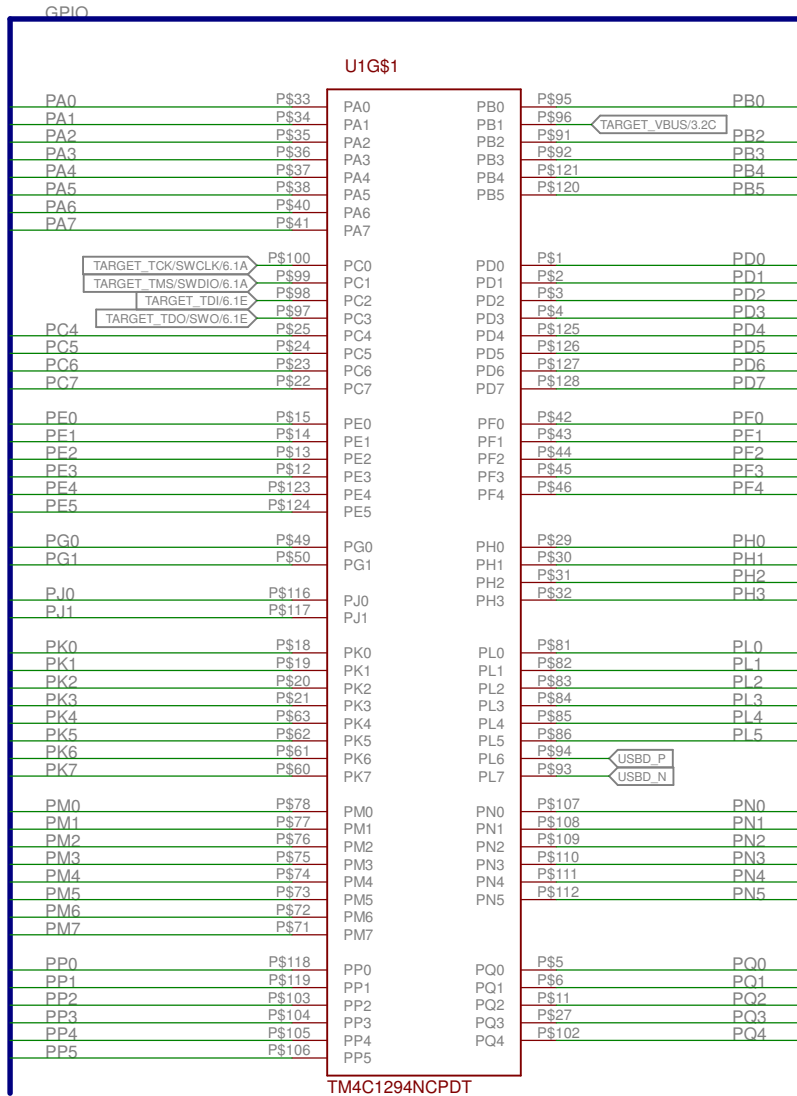 GPIO
U1G$1
PA0 P$33 PA0 PB0 P$95 PB0
PA1 P$34 PA1 PB1 P$96 TARGET_VBUS/3.2C
PA2 P$35 PA2 PB2 P$91 PB2
PA3 P$36 PA3 PB3 P$92 PB3
PA4 P$37 PA4 PB4 P$121 PB4
PA5 P$38 PA5 PB5 P$120 PB5
PA6 P$40 PA6
PA7 P$41 PA7
TARGET_TCK/SWCLK/6.1A P$100 PC0 PD0 P$1 PD0
TARGET_TMS/SWDIO/6.1A P$99 PC1 PD1 P$2 PD1
TARGET_TDI/6.1E P$98 PC2 PD2 P$3 PD2
TARGET_TDO/SWO/6.1E P$97 PC3 PD3 P$4 PD3
PC4 P$25 PC4 PD4 P$125 PD4
PC5 P$24 PC5 PD5 P$126 PD5
PC6 P$23 PC6 PD6 P$127 PD6
PC7 P$22 PC7 PD7 P$128 PD7
PE0 P$15 PE0 PF0 P$42 PF0
PE1 P$14 PE1 PF1 P$43 PF1
PE2 P$13 PE2 PF2 P$44 PF2
PE3 P$12 PE3 PF3 P$45 PF3
PE4 P$123 PE4 PF4 P$46 PF4
PE5 P$124 PE5
PG0 P$49 PG0 PH0 P$29 PH0
PG1 P$50 PG1 PH1 P$30 PH1
PH2 P$31 PH2
PJ0 P$116 PJ0 PH3 P$32 PH3
PJ1 P$117 PJ1
PK0 P$18 PK0 PL0 P$81 PL0
PK1 P$19 PK1 PL1 P$82 PL1
PK2 P$20 PK2 PL2 P$83 PL2
PK3 P$21 PK3 PL3 P$84 PL3
PK4 P$63 PK4 PL4 P$85 PL4
PK5 P$62 PK5 PL5 P$86 PL5
PK6 P$61 PK6 PL6 P$94 USBD_P
PK7 P$60 PK7 PL7 P$93 USBD_N
PM0 P$78 PM0 PN0 P$107 PN0
PM1 P$77 PM1 PN1 P$108 PN1
PM2 P$76 PM2 PN2 P$109 PN2
PM3 P$75 PM3 PN3 P$110 PN3
PM4 P$74 PM4 PN4 P$111 PN4
PM5 P$73 PM5 PN5 P$112 PN5
PM6 P$72 PM6
PM7 P$71 PM7
PP0 P$118 PP0 PQ0 P$5 PQ0
PP1 P$119 PP1 PQ1 P$6 PQ1
PP2 P$103 PP2 PQ2 P$11 PQ2
PP3 P$104 PP3 PQ3 P$27 PQ3
PP4 P$105 PP4 PQ4 P$102 PQ4
PP5 P$106 PP5
TM4C1294NCPDT